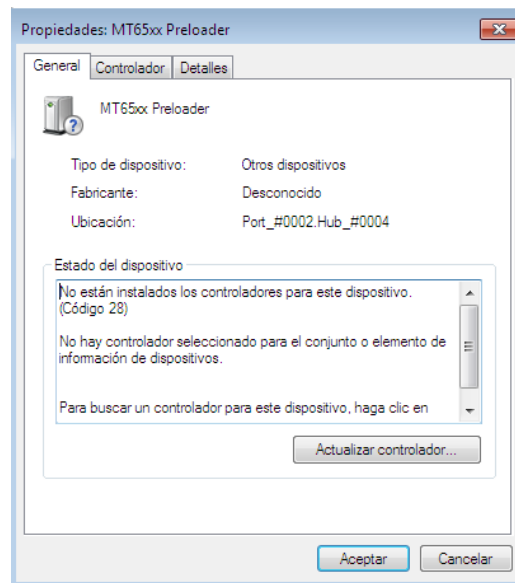 Propiedades: MT65xx Preloader
General Controlador Detalles
MT65xx Preloader
Tipo de dispositivo: Otros dispositivos
Fabricante: Desconocido
Ubicación: Port_#0002.Hub_#0004
Estado del dispositivo
No están instalados los controladores para este dispositivo.
(Código 28)
No hay controlador seleccionado para el conjunto o elemento de
información de dispositivos.
Para buscar un controlador para este dispositivo, haga clic en
Actualizar controlador...
Aceptar Cancelar